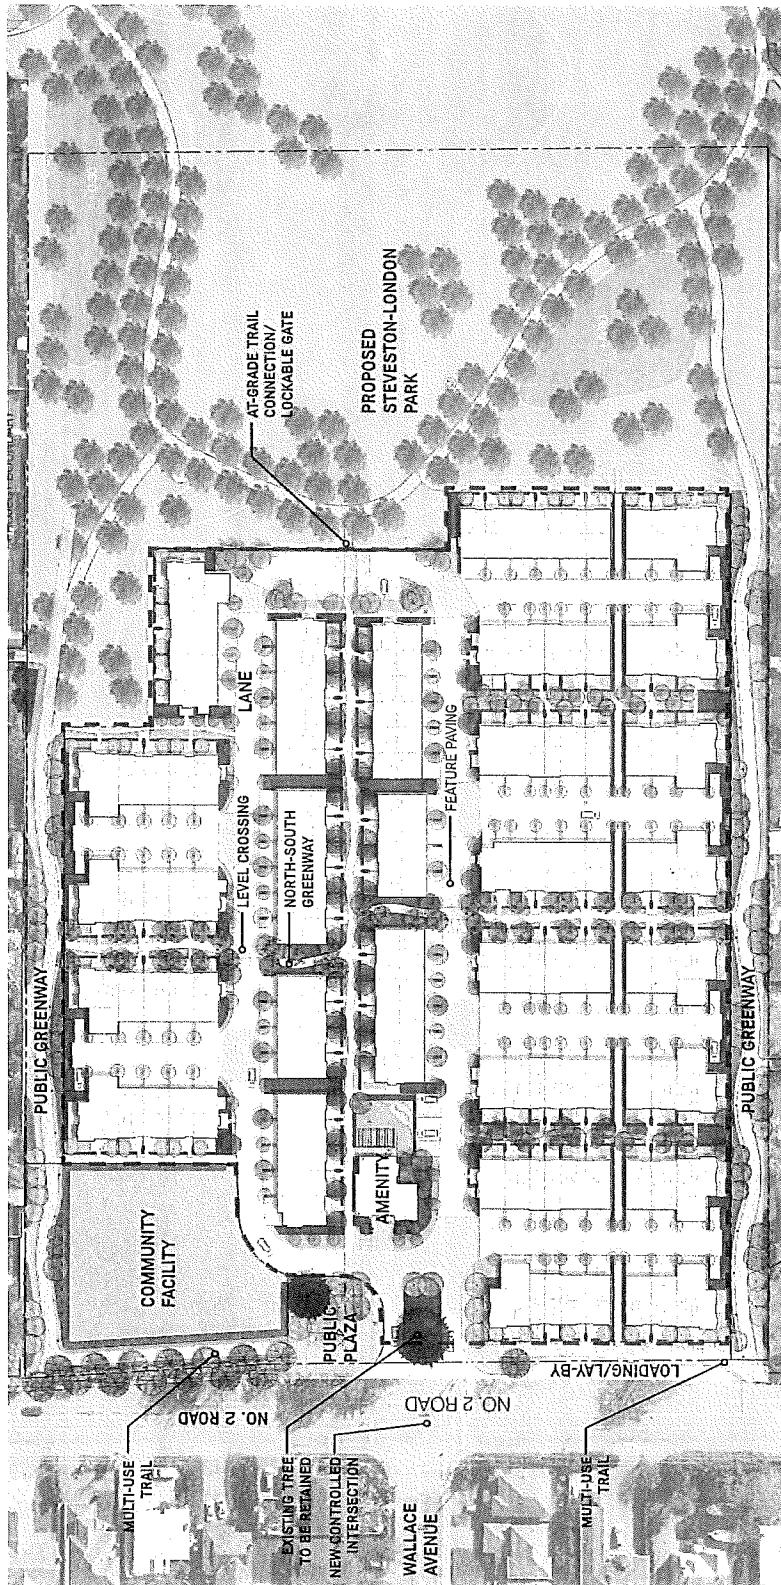 PUBLIC GREENWAY
MULTI-USE
TRAIL
COMMUNITY
FACILITY
NO. 2 ROAD
LEVEL CROSSING
LANE
AT-GRADE TRAIL
CONNECTION/
LOCKABLE GATE
EXISTING TREE
TO BE RETAINED
NORTH-SOUTH
GREENWAY
PUBLIC
PLAZA
NEW CONTROLLED
INTERSECTION
PROPOSED
STEVESTON-LONDON
PARK
AMENITY
WALLACE
AVENUE
NO. 2 ROAD
FEATURE PAVING
MULTI-USE
TRAIL
LOADING/LAY-BY
PUBLIC GREENWAY